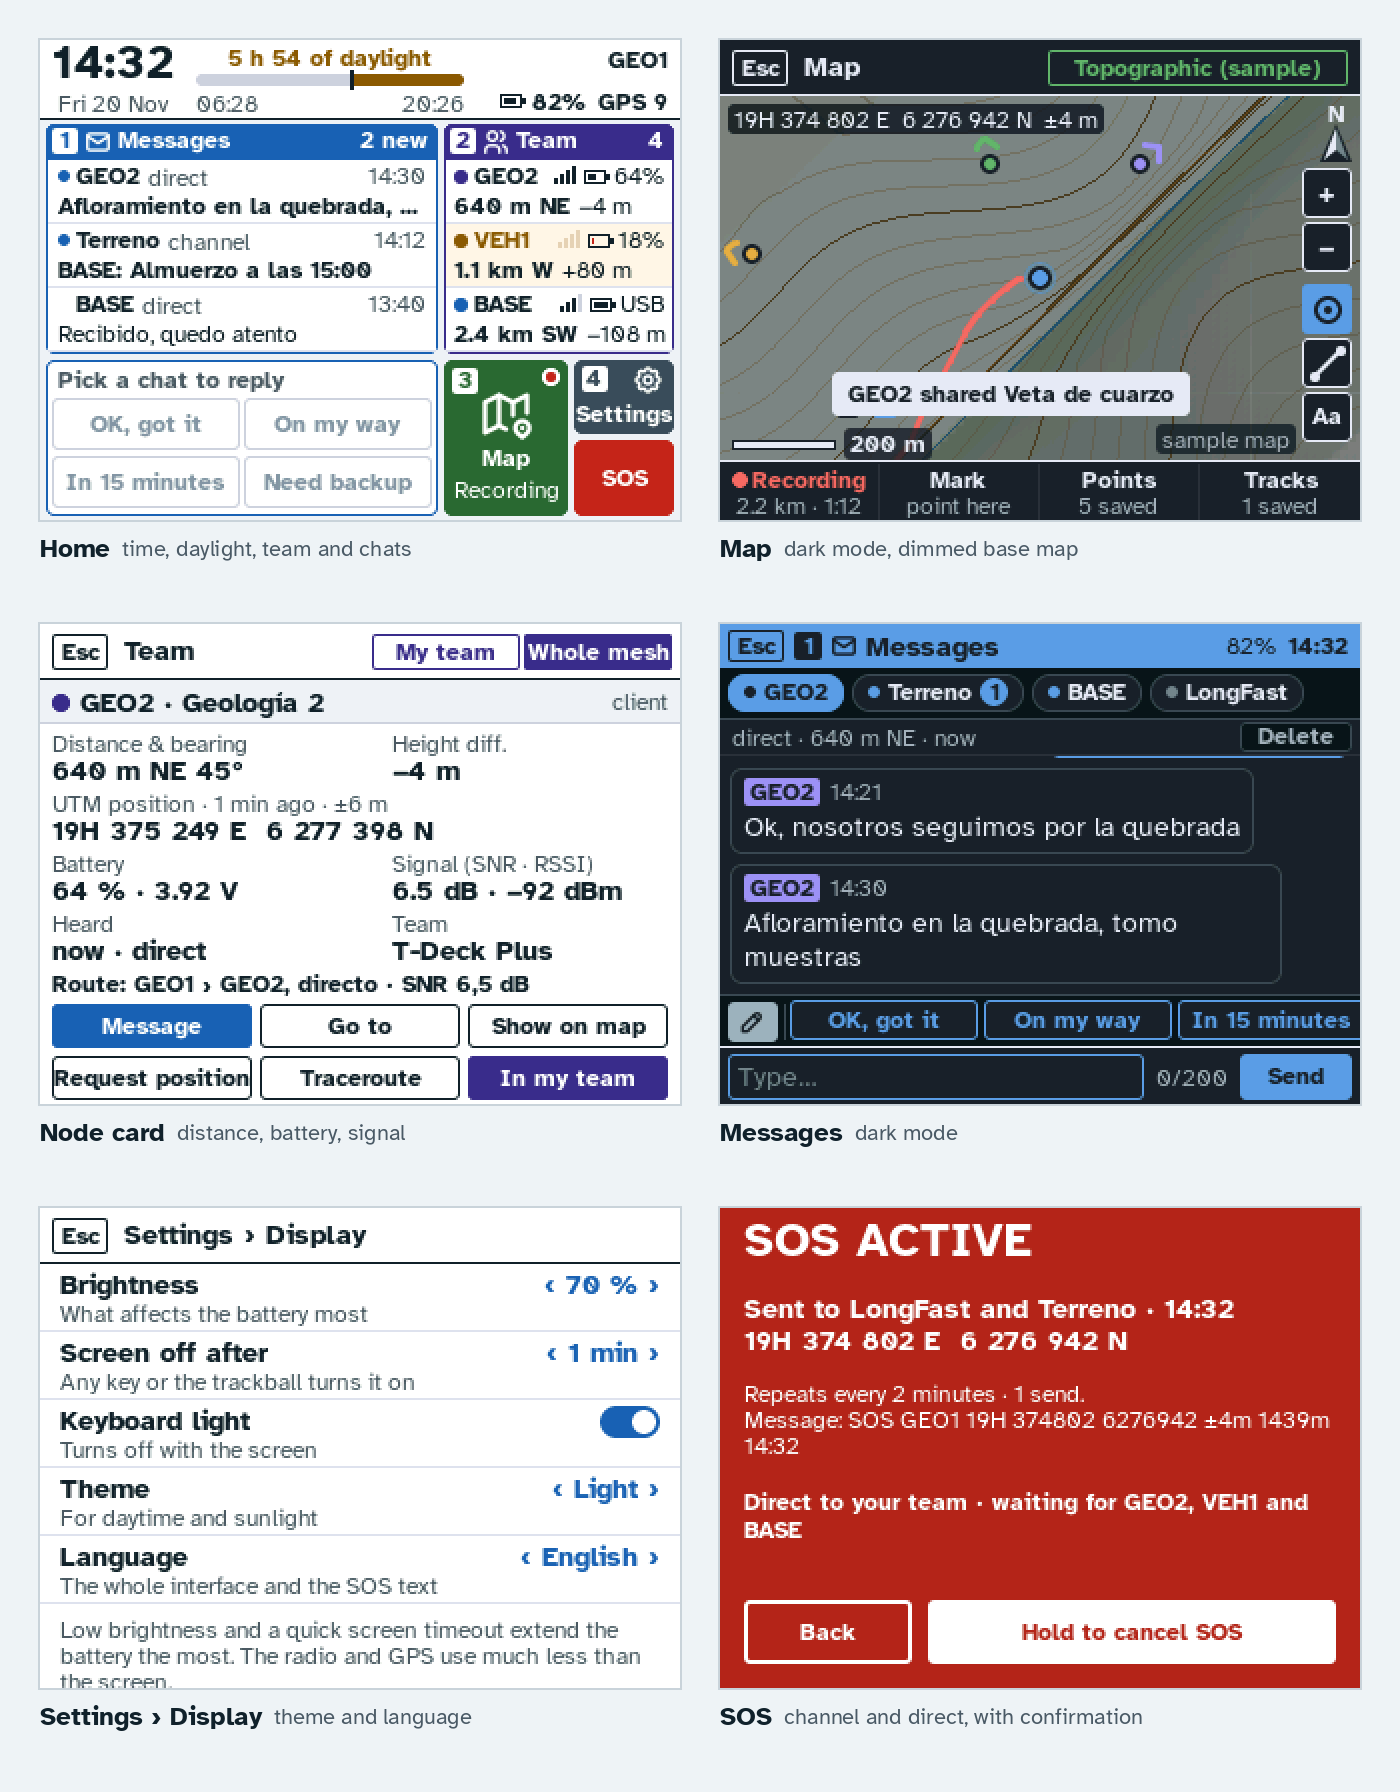 14:32
5 h 54 of daylight
GEO1
Fri 20 Nov
06:28
20:26
82% GPS 9
1 Messages 2 new
GEO2 direct 14:30
Afloramiento en la quebrada, ...
Terreno channel 14:12
BASE: Almuerzo a las 15:00
BASE direct 13:40
Recibido, quedo atento
2 Team 4
GEO2 64%
640 m NE –4 m
VEH1 18%
1.1 km W +80 m
BASE USB
2.4 km SW –108 m
Pick a chat to reply
OK, got it
On my way
In 15 minutes
Need backup
3
Map
Recording
4
Settings
SOS
Home time, daylight, team and chats
Esc Map Topographic (sample)
19H 374 802 E 6 276 942 N ±4 m
N
+
–
GEO2 shared Veta de cuarzo
Aa
200 m
sample map
Recording
2.2 km · 1:12
Mark
point here
Points
5 saved
Tracks
1 saved
Map dark mode, dimmed base map
Esc Team My team Whole mesh
GEO2 · Geología 2 client
Distance & bearing
640 m NE 45°
Height diff.
–4 m
UTM position · 1 min ago · ±6 m
19H 375 249 E 6 277 398 N
Battery
64 % · 3.92 V
Signal (SNR · RSSI)
6.5 dB · –92 dBm
Heard
now · direct
Team
T-Deck Plus
Route: GEO1 › GEO2, directo · SNR 6,5 dB
Message
Go to
Show on map
Request position
Traceroute
In my team
Node card distance, battery, signal
Esc 1 Messages 82% 14:32
GEO2
Terreno 1
BASE
LongFast
direct · 640 m NE · now Delete
GEO2 14:21
Ok, nosotros seguimos por la quebrada
GEO2 14:30
Afloramiento en la quebrada, tomo
muestras
OK, got it
On my way
In 15 minutes
Type... 0/200 Send
Messages dark mode
Esc Settings › Display
Brightness ‹ 70 % ›
What affects the battery most
Screen off after ‹ 1 min ›
Any key or the trackball turns it on
Keyboard light
Turns off with the screen
Theme ‹ Light ›
For daytime and sunlight
Language ‹ English ›
The whole interface and the SOS text
Low brightness and a quick screen timeout extend the
battery the most. The radio and GPS use much less than
the screen.
Settings › Display theme and language
SOS ACTIVE
Sent to LongFast and Terreno · 14:32
19H 374 802 E 6 276 942 N
Repeats every 2 minutes · 1 send.
Message: SOS GEO1 19H 374802 6276942 ±4m 1439m
14:32
Direct to your team · waiting for GEO2, VEH1 and
BASE
Back
Hold to cancel SOS
SOS channel and direct, with confirmation